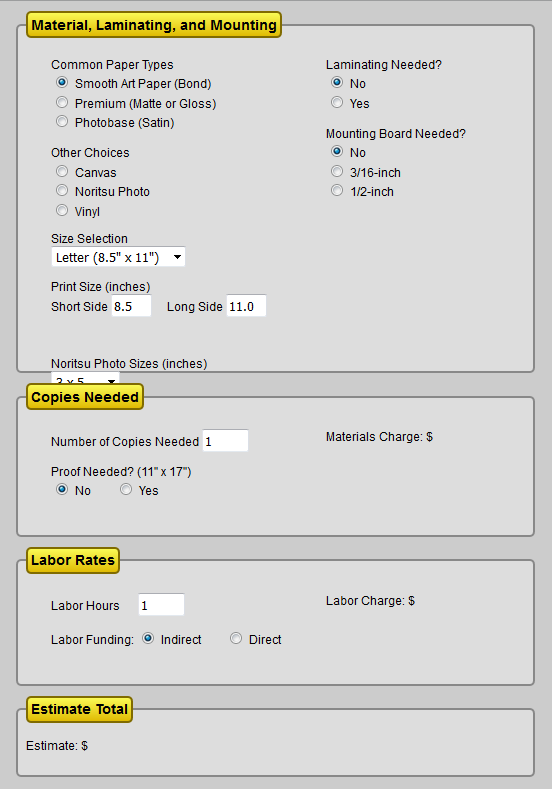 Material, Laminating, and Mounting
Common Paper Types
Smooth Art Paper (Bond)
Premium (Matte or Gloss)
Photobase (Satin)
Other Choices
Canvas
Noritsu Photo
Vinyl
Size Selection
Letter (8.5" x 11")
Print Size (inches)
Short Side 8.5 Long Side 11.0
Noritsu Photo Sizes (inches)
3 x 5
Laminating Needed?
No
Yes
Mounting Board Needed?
No
3/16-inch
1/2-inch
Copies Needed
Number of Copies Needed 1
Materials Charge: $
Proof Needed? (11" x 17")
No Yes
Labor Rates
Labor Hours 1
Labor Charge: $
Labor Funding: Indirect Direct
Estimate Total
Estimate: $